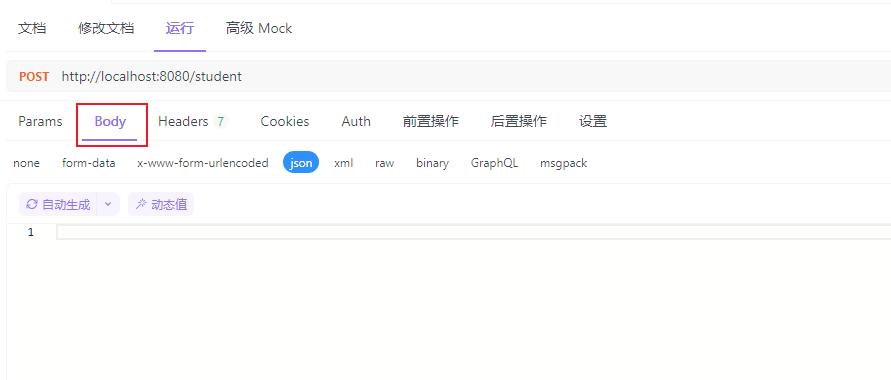 文档 修改文档 运行 高级 Mock
POST http://localhost:8080/student
Params Body Headers 7 Cookies Auth 前置操作 后置操作 设置
none form-data x-www-form-urlencoded json xml raw binary GraphQL msgpack
自动生成 动态值
1